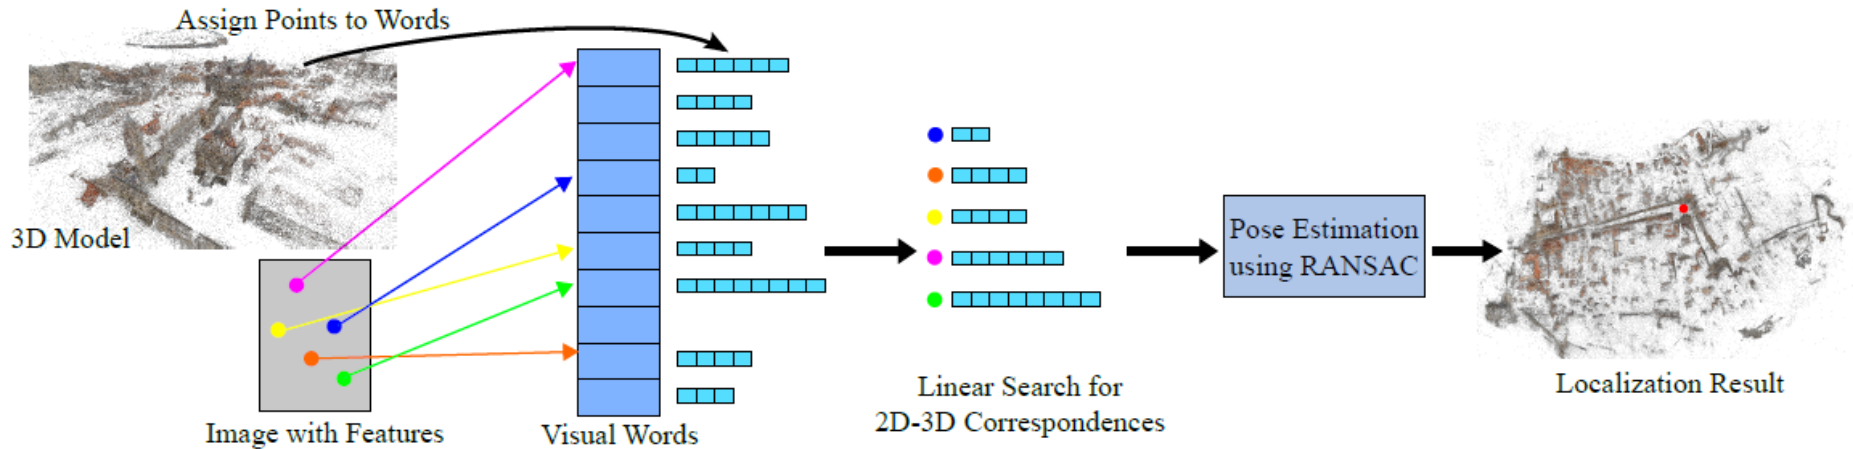 Assign Points to Words
3D Model
Image with Features
Visual Words
Linear Search for
2D-3D Correspondences
Pose Estimation
using RANSAC
Localization Result